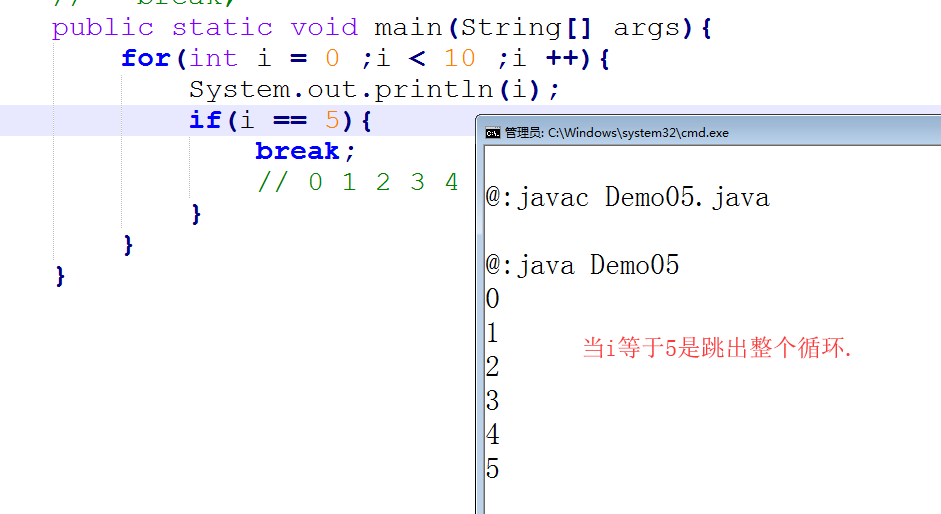 //   break;
public static void main(String[] args){
for(int i = 0 ;i < 10 ;i ++){
System.out.println(i);
if(i == 5){
break;
// 0 1 2 3 4
}
}
}
管理员: C:\Windows\system32\cmd.exe
@:javac Demo05.java
@:java Demo05
0
1
2
3
4
5
当i等于5是跳出整个循环.